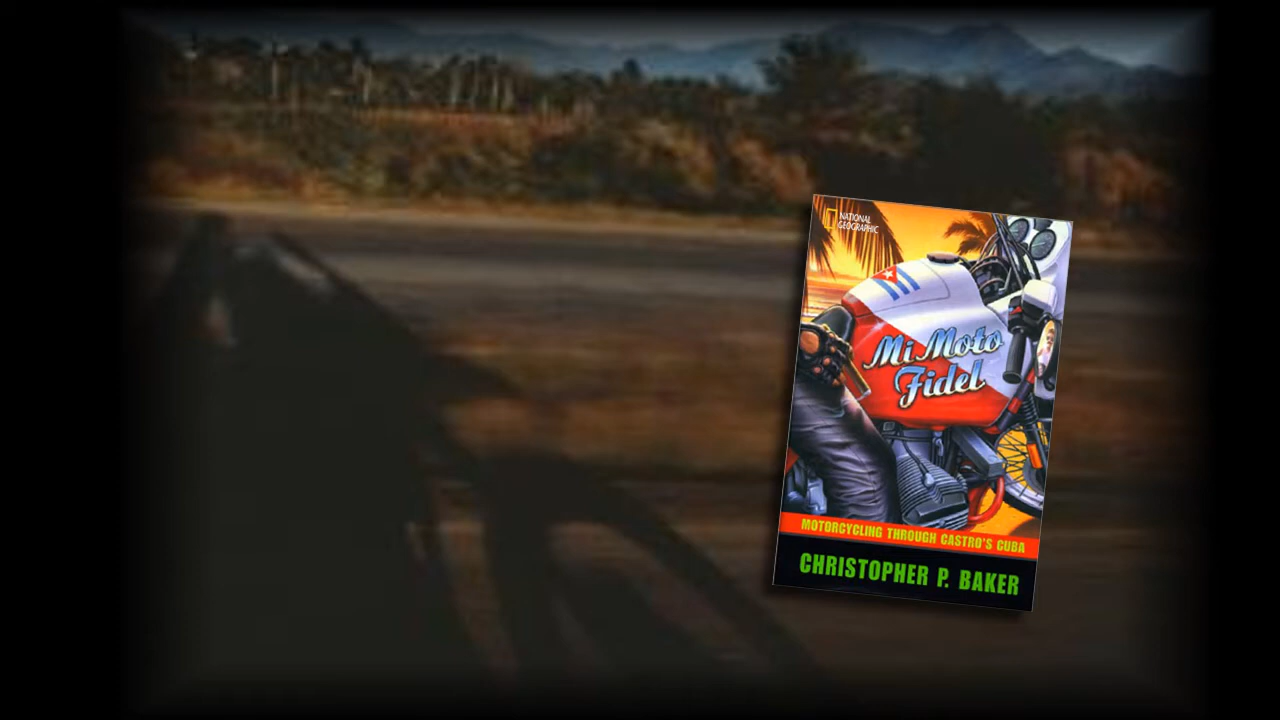 NATIONAL
GEOGRAPHIC
Mi Moto
Fidel
MOTORCYCLING THROUGH CASTRO'S CUBA
CHRISTOPHER P. BAKER